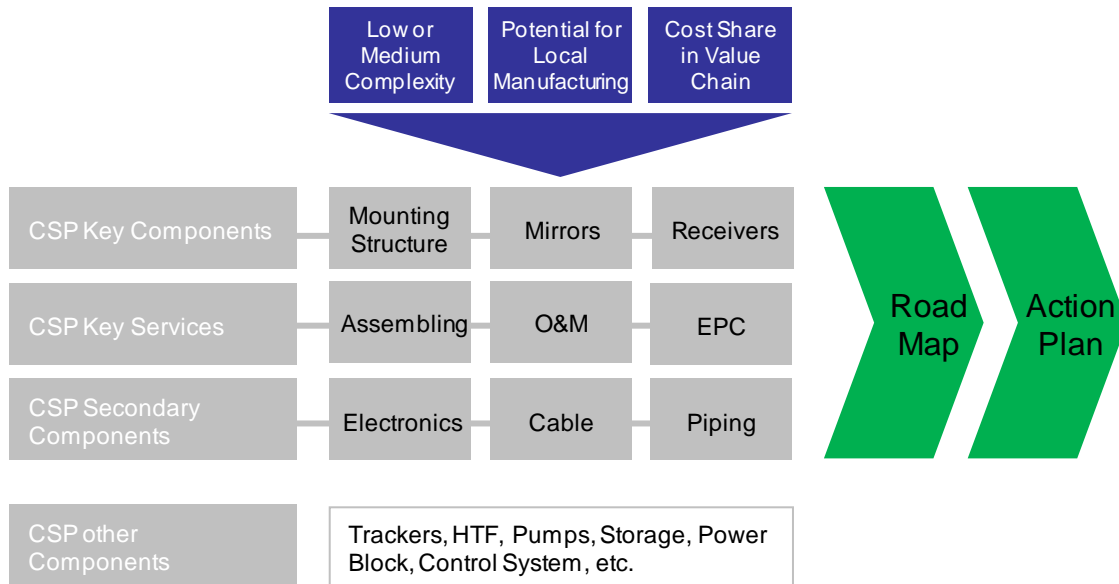 Low or
Medium
Complexity
Potential for
Local
Manufacturing
Cost Share
in Value
Chain
CSP Key Components
Mounting
Structure
Mirrors
Receivers
CSP Key Services
Assembling
O&M
EPC
CSP Secondary
Components
Electronics
Cable
Piping
Road
Map
Action
Plan
CSP other
Components
Trackers, HTF, Pumps, Storage, Power
Block, Control System, etc.